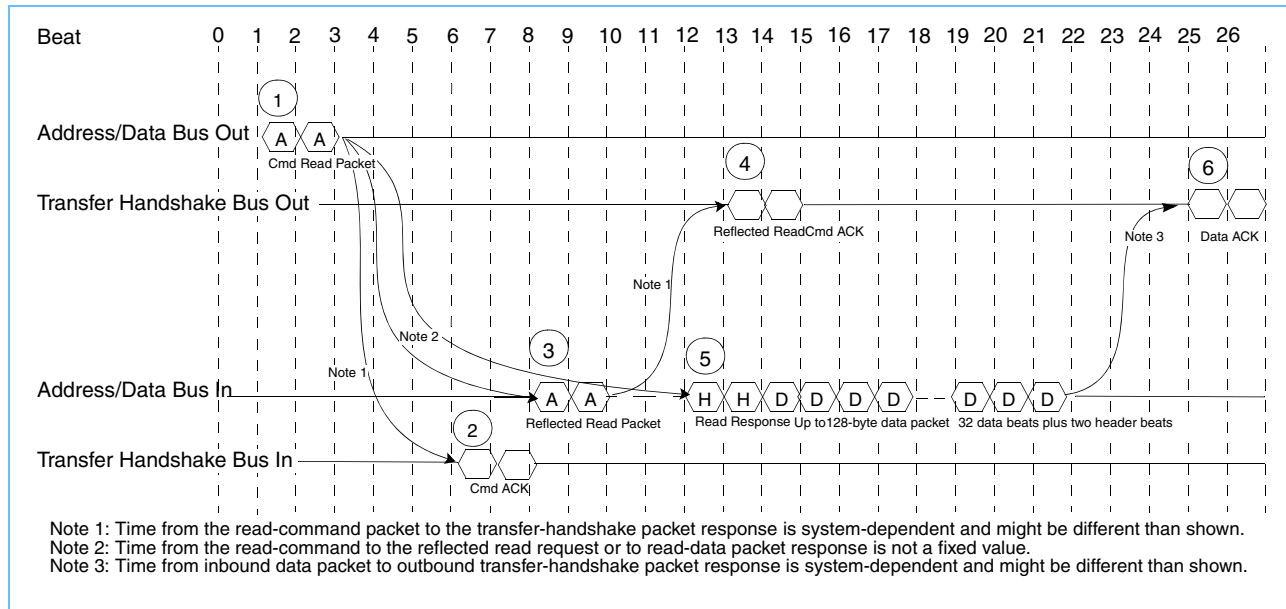 Beat 0 1 2 3 4 5 6 7 8 9 10 11 12 13 14 15 16 17 18 19 20 21 22 23 24 25 26
1
Address/Data Bus Out A A
Cmd Read Packet
4 6
Transfer Handshake Bus Out
Reflected ReadCmd ACK Data ACK
Note 3
Note 1
Note 2
3 5
Note 1
Address/Data Bus In A A H H D D D D D D D
Reflected Read Packet Read Response Up to128-byte data packet 32 data beats plus two header beats
2
Transfer Handshake Bus In
Cmd ACK
Note 1: Time from the read-command packet to the transfer-handshake packet response is system-dependent and might be different than shown.
Note 2: Time from the read-command to the reflected read request or to read-data packet response is not a fixed value.
Note 3: Time from inbound data packet to outbound transfer-handshake packet response is system-dependent and might be different than shown.